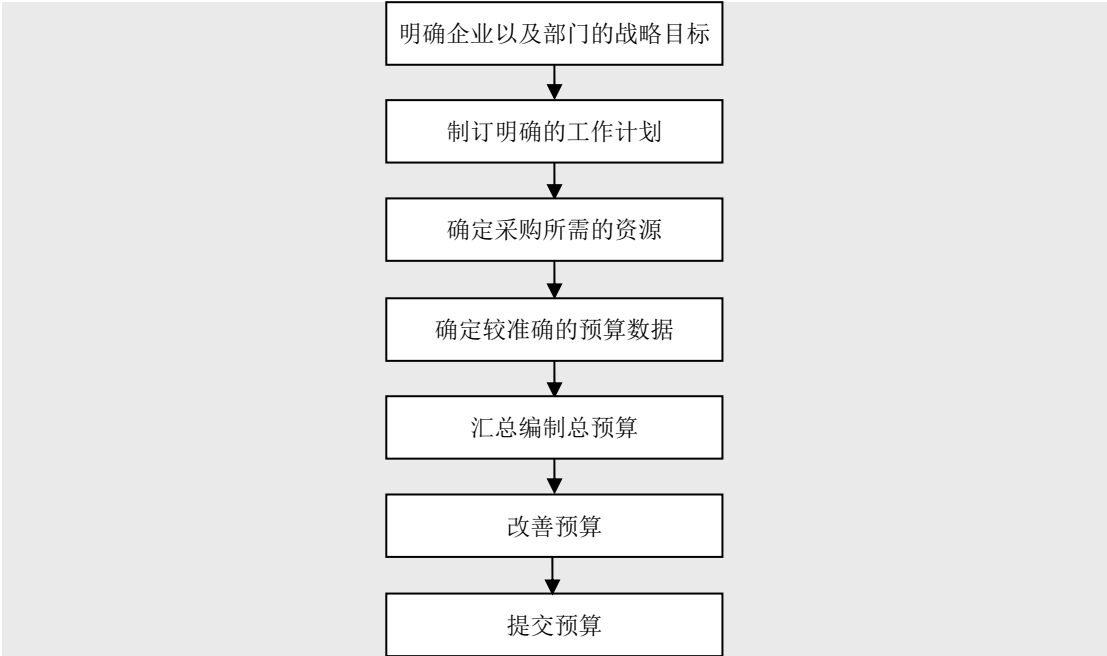 明确企业以及部门的战略目标
制订明确的工作计划
确定采购所需的资源
确定较准确的预算数据
汇总编制总预算
改善预算
提交预算